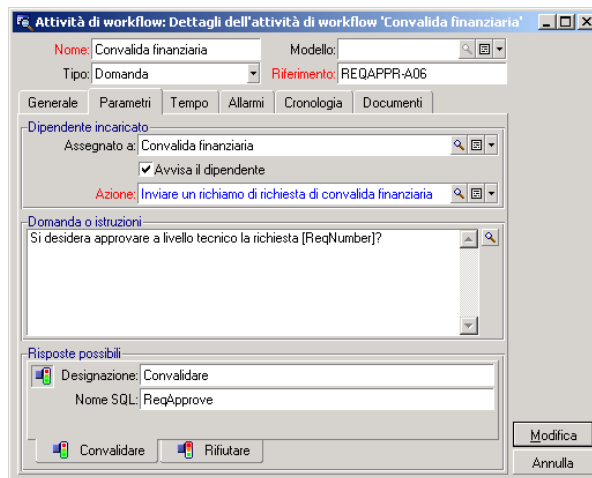 Attività di workflow: Dettagli dell'attività di workflow 'Convalida finanziaria'
Nome: Convalida finanziaria Modello:
Tipo: Domanda Riferimento: REQAPPR-A06
Generale Parametri Tempo Allarmi Cronologia Documenti
Dipendente incaricato
Assegnato a: Convalida finanziaria
Avvisa il dipendente
Azione: Inviare un richiamo di richiesta di convalida finanziaria
Domanda o istruzioni
Si desidera approvare a livello tecnico la richiesta [ReqNumber]?
Risposte possibili
Designazione: Convalidare
Nome SQL: ReqApprove
Convalidare Rifiutare
Modifica
Annulla